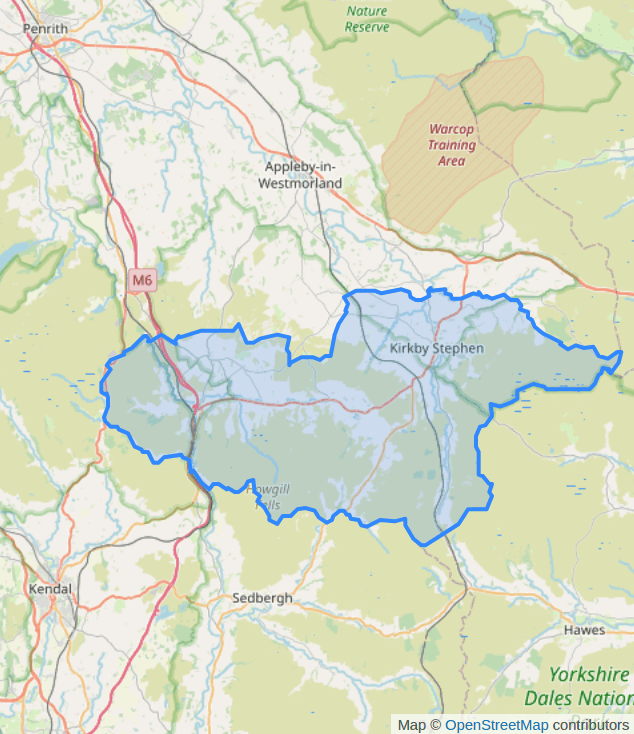 Nature
Reserve
Penrith
Warcop
Training
Area
Appleby-in-
Westmorland
M6
Kirkby Stephen
Howgill
Fells
Kendal
Sedbergh
Hawes
Yorkshire
Dales Nation
Map © OpenStreetMap contributors